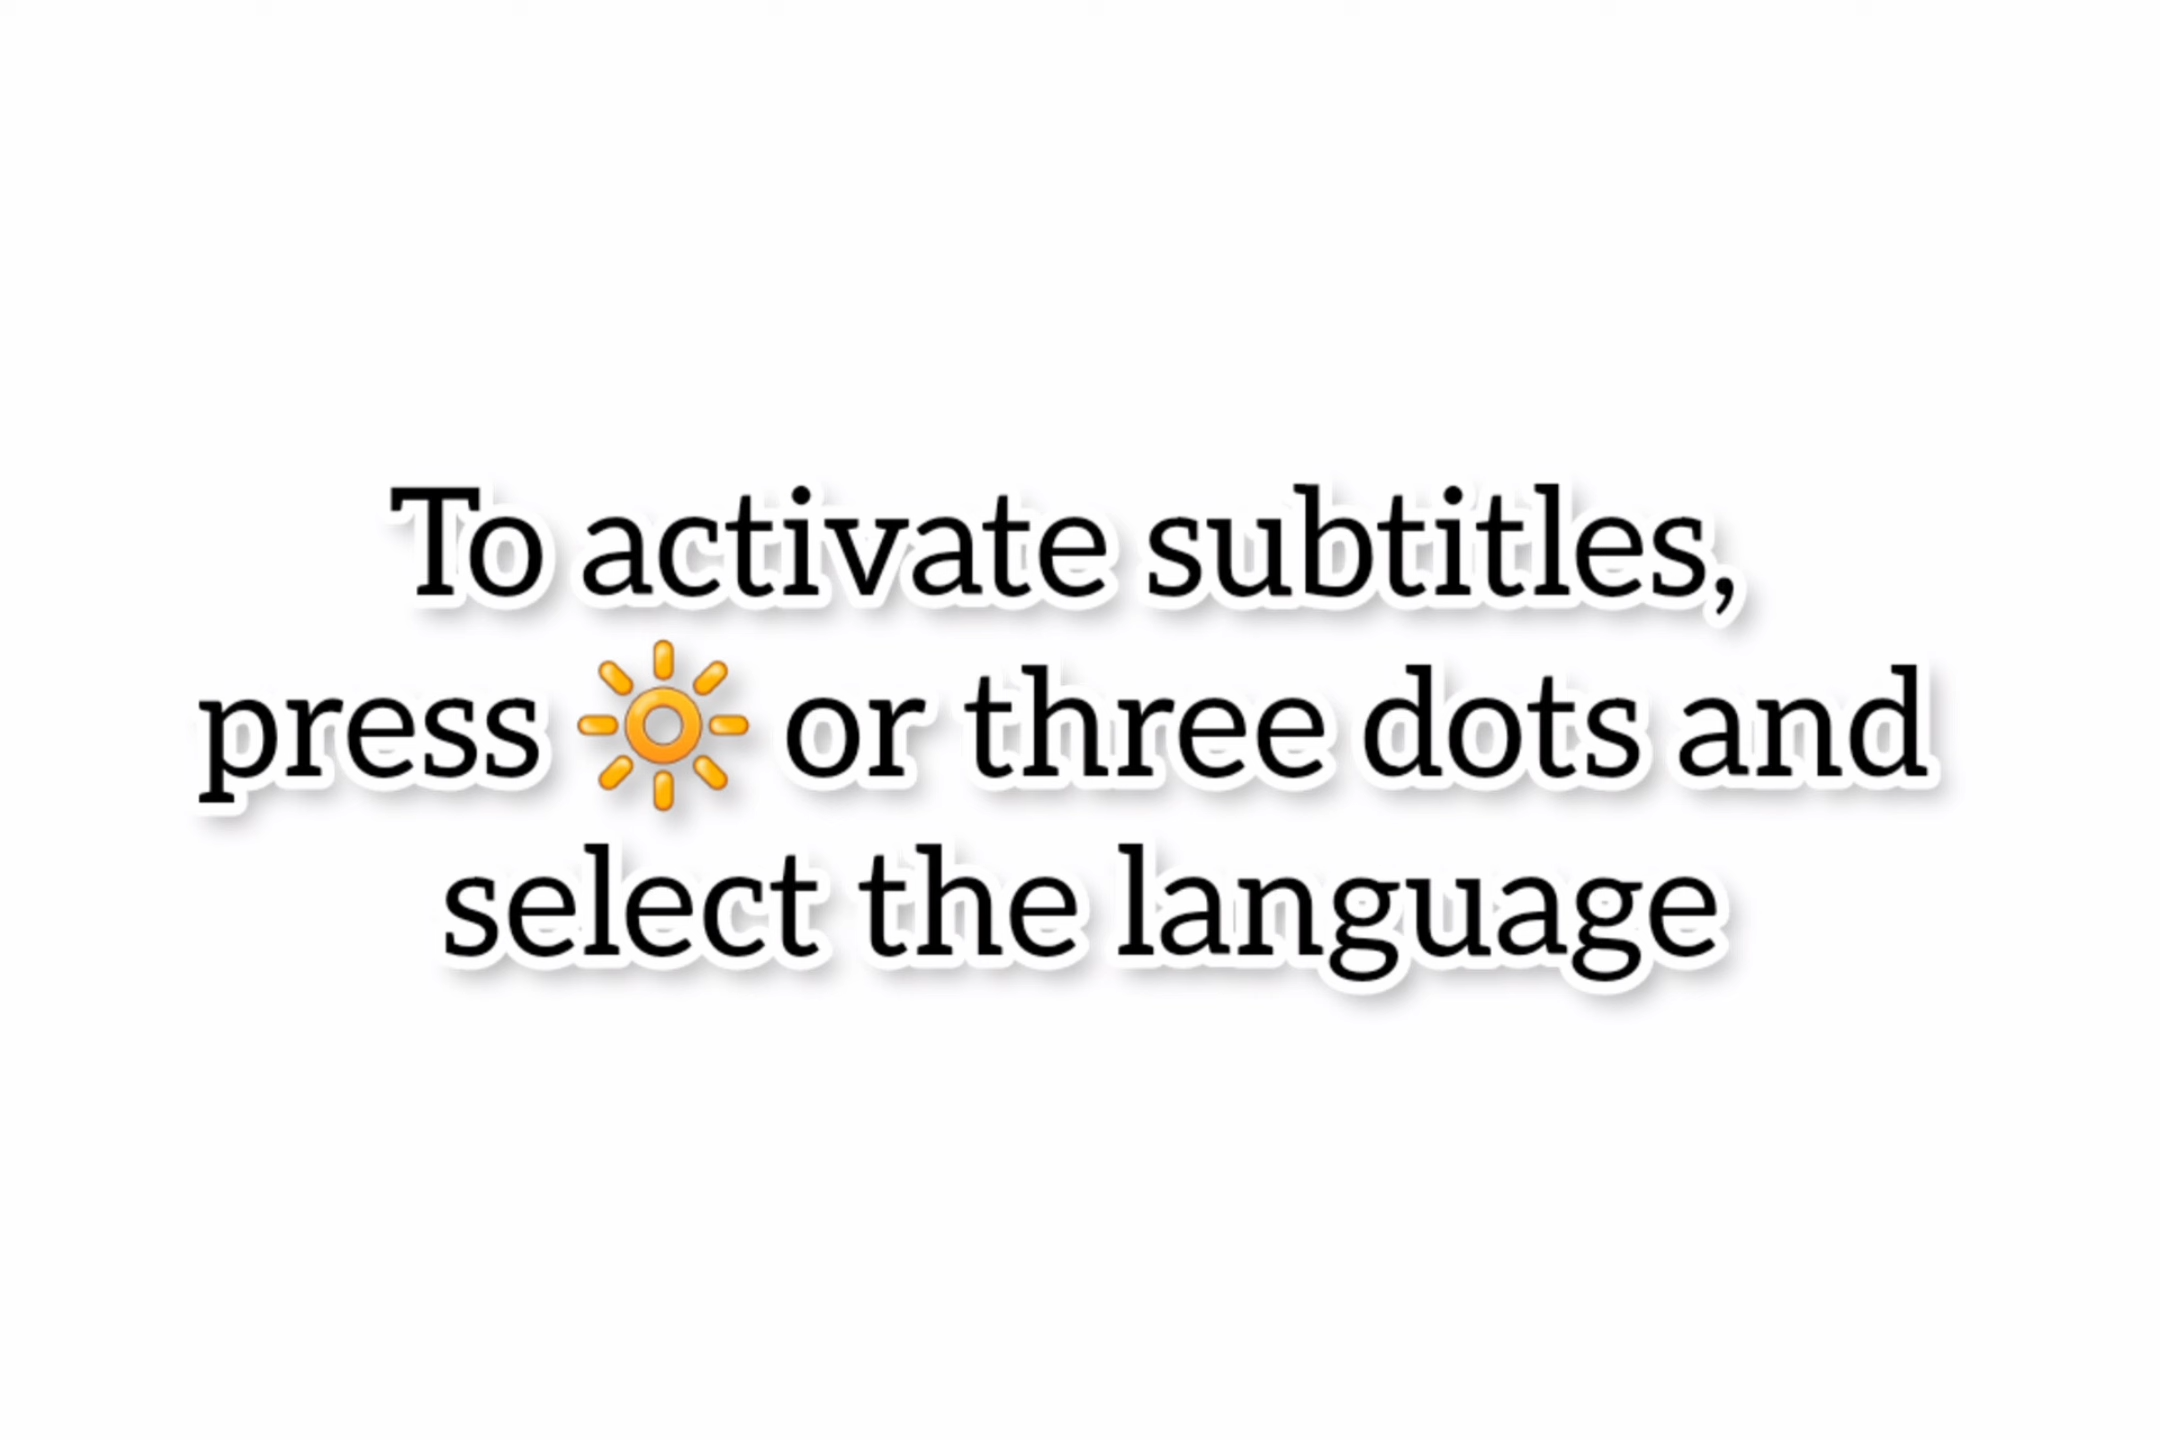 To activate subtitles,
press 🔆 or three dots and
select the language